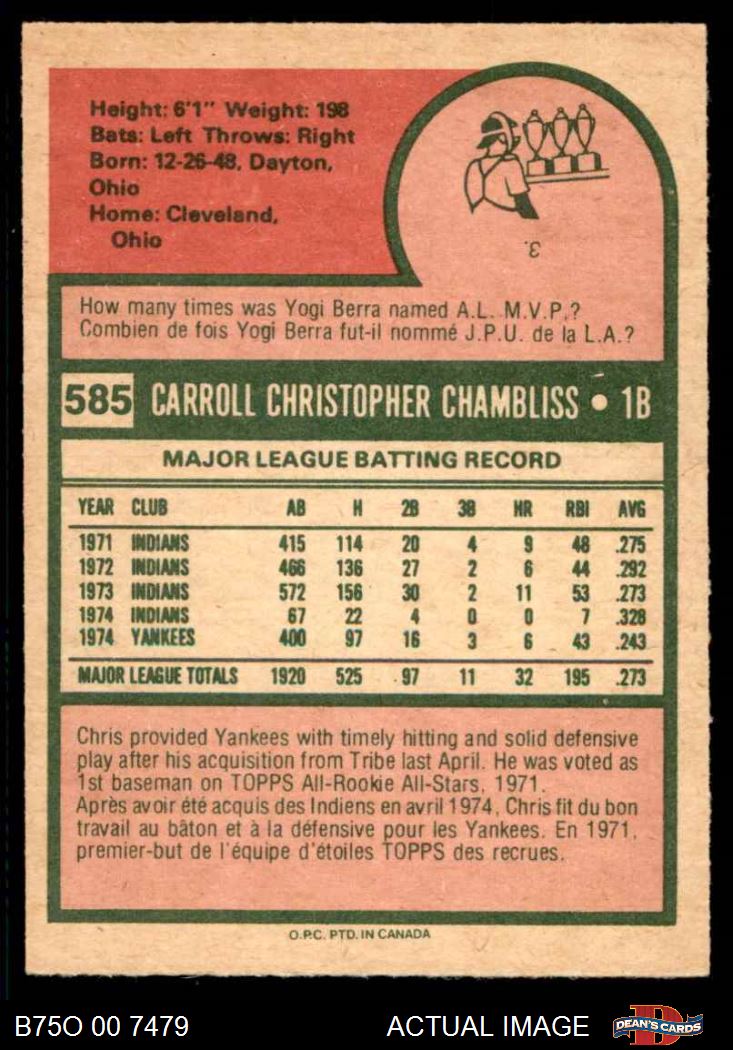 Height: 6'1" Weight: 198
Bats: Left Throws: Right
Born: 12-26-48, Dayton,
Ohio
Home: Cleveland,
Ohio
3.
How many times was Yogi Berra named A.L. M.V.P.?
Combien de fois Yogi Berra fut-il nommé J.P.U. de la L.A.?
585 CARROLL CHRISTOPHER CHAMBLISS • 1B
MAJOR LEAGUE BATTING RECORD
YEAR CLUB AB H 2B 3B HR RBI AVG
1971 INDIANS 415 114 20 4 9 48 .275
1972 INDIANS 466 136 27 2 6 44 .292
1973 INDIANS 572 156 30 2 11 53 .273
1974 INDIANS 67 22 4 0 0 7 .328
1974 YANKEES 400 97 16 3 6 43 .243
MAJOR LEAGUE TOTALS 1920 525 97 11 32 195 .273
Chris provided Yankees with timely hitting and solid defensive
play after his acquisition from Tribe last April. He was voted as
1st baseman on TOPPS All-Rookie All-Stars, 1971.
Après avoir été acquis des Indiens en avril 1974, Chris fit du bon
travail au bâton et à la défensive pour les Yankees. En 1971,
premier-but de l'équipe d'étoiles TOPPS des recrues.
O.P.C. PTD. IN CANADA
B75O 00 7479 ACTUAL IMAGE D DEAN'S CARDS